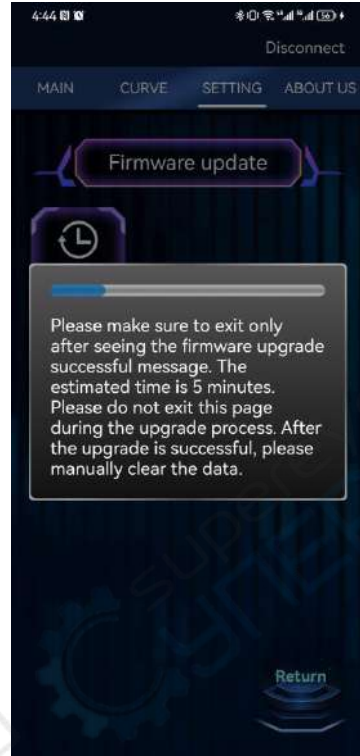 4:44
56
Disconnect
MAIN CURVE SETTING ABOUT US
Firmware update
Please make sure to exit only
after seeing the firmware upgrade
successful message. The
estimated time is 5 minutes.
Please do not exit this page
during the upgrade process. After
the upgrade is successful, please
manually clear the data.
Return